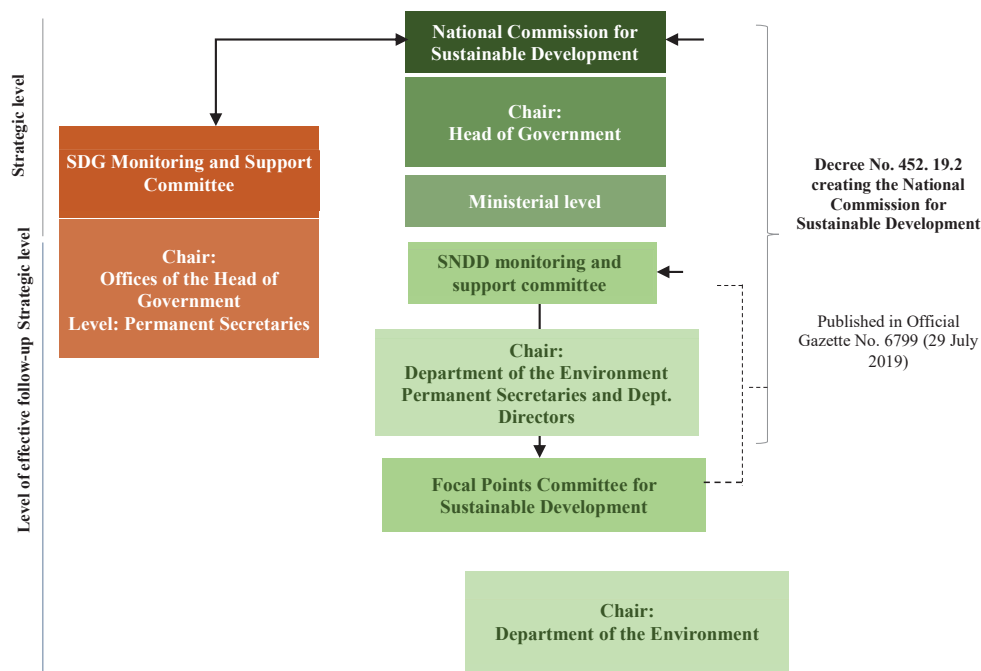 Strategic level
Level of effective follow-up Strategic level
National Commission for
Sustainable Development
Chair:
Head of Government
Ministerial level
SDG Monitoring and Support
Committee
Chair:
Offices of the Head of
Government
Level: Permanent Secretaries
SNDD monitoring and
support committee
Chair:
Department of the Environment
Permanent Secretaries and Dept.
Directors
Focal Points Committee for
Sustainable Development
Chair:
Department of the Environment
Decree No. 452. 19.2
creating the National
Commission for
Sustainable Development
Published in Official
Gazette No. 6799 (29 July
2019)